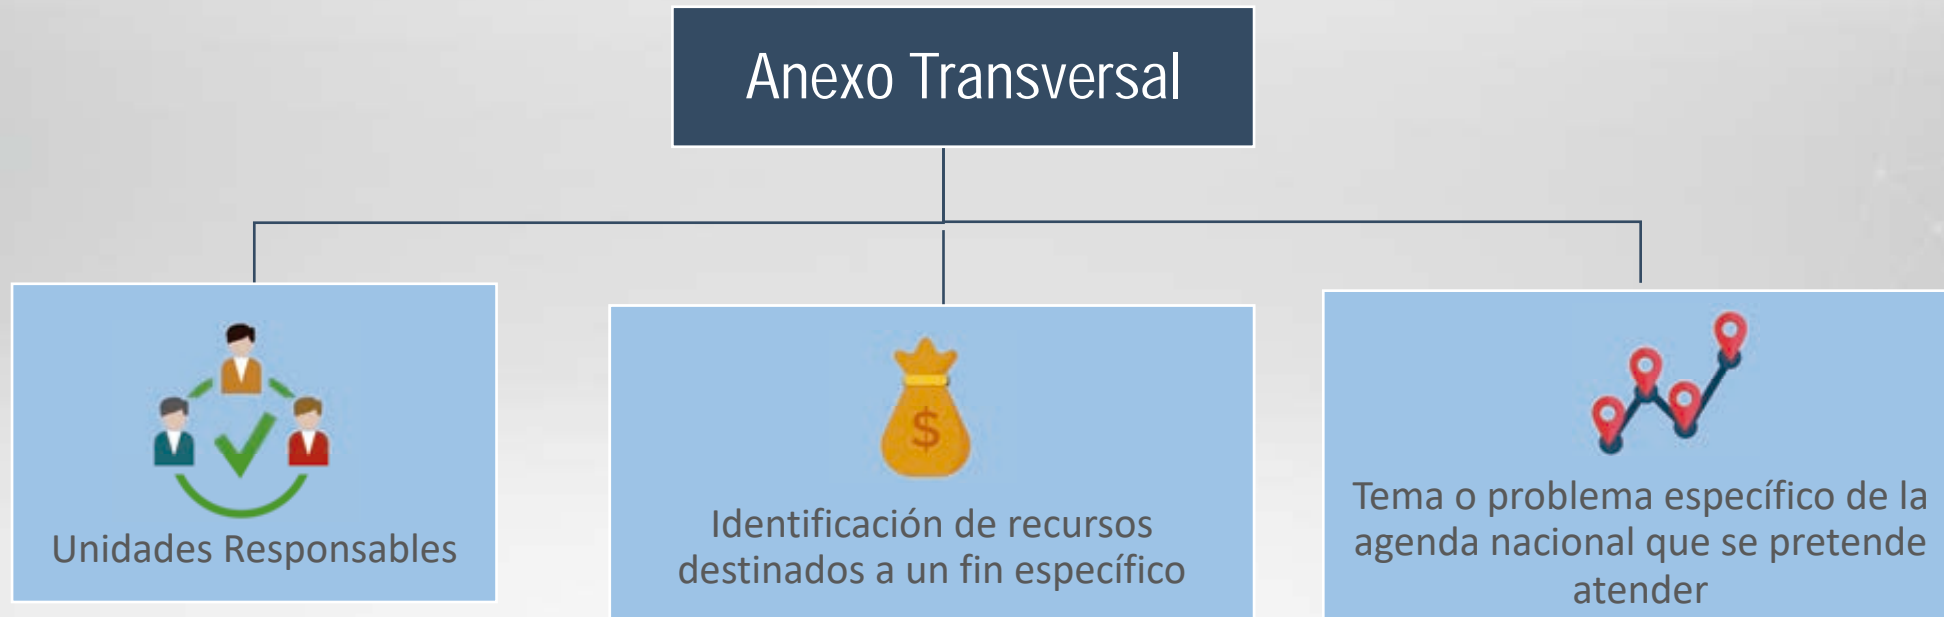 Anexo Transversal
Unidades Responsables
$
Identificación de recursos
destinados a un fin específico
Tema o problema específico de la
agenda nacional que se pretende
atender